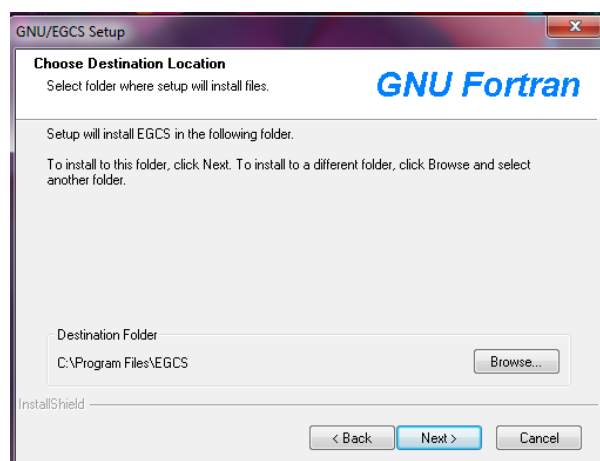 GNU/EGCS Setup
Choose Destination Location
Select folder where setup will install files.
GNU Fortran
Setup will install EGCS in the following folder.
To install to this folder, click Next. To install to a different folder, click Browse and select
another folder.
Destination Folder
C:\Program Files\EGCS
Browse...
InstallShield
< Back
Next >
Cancel